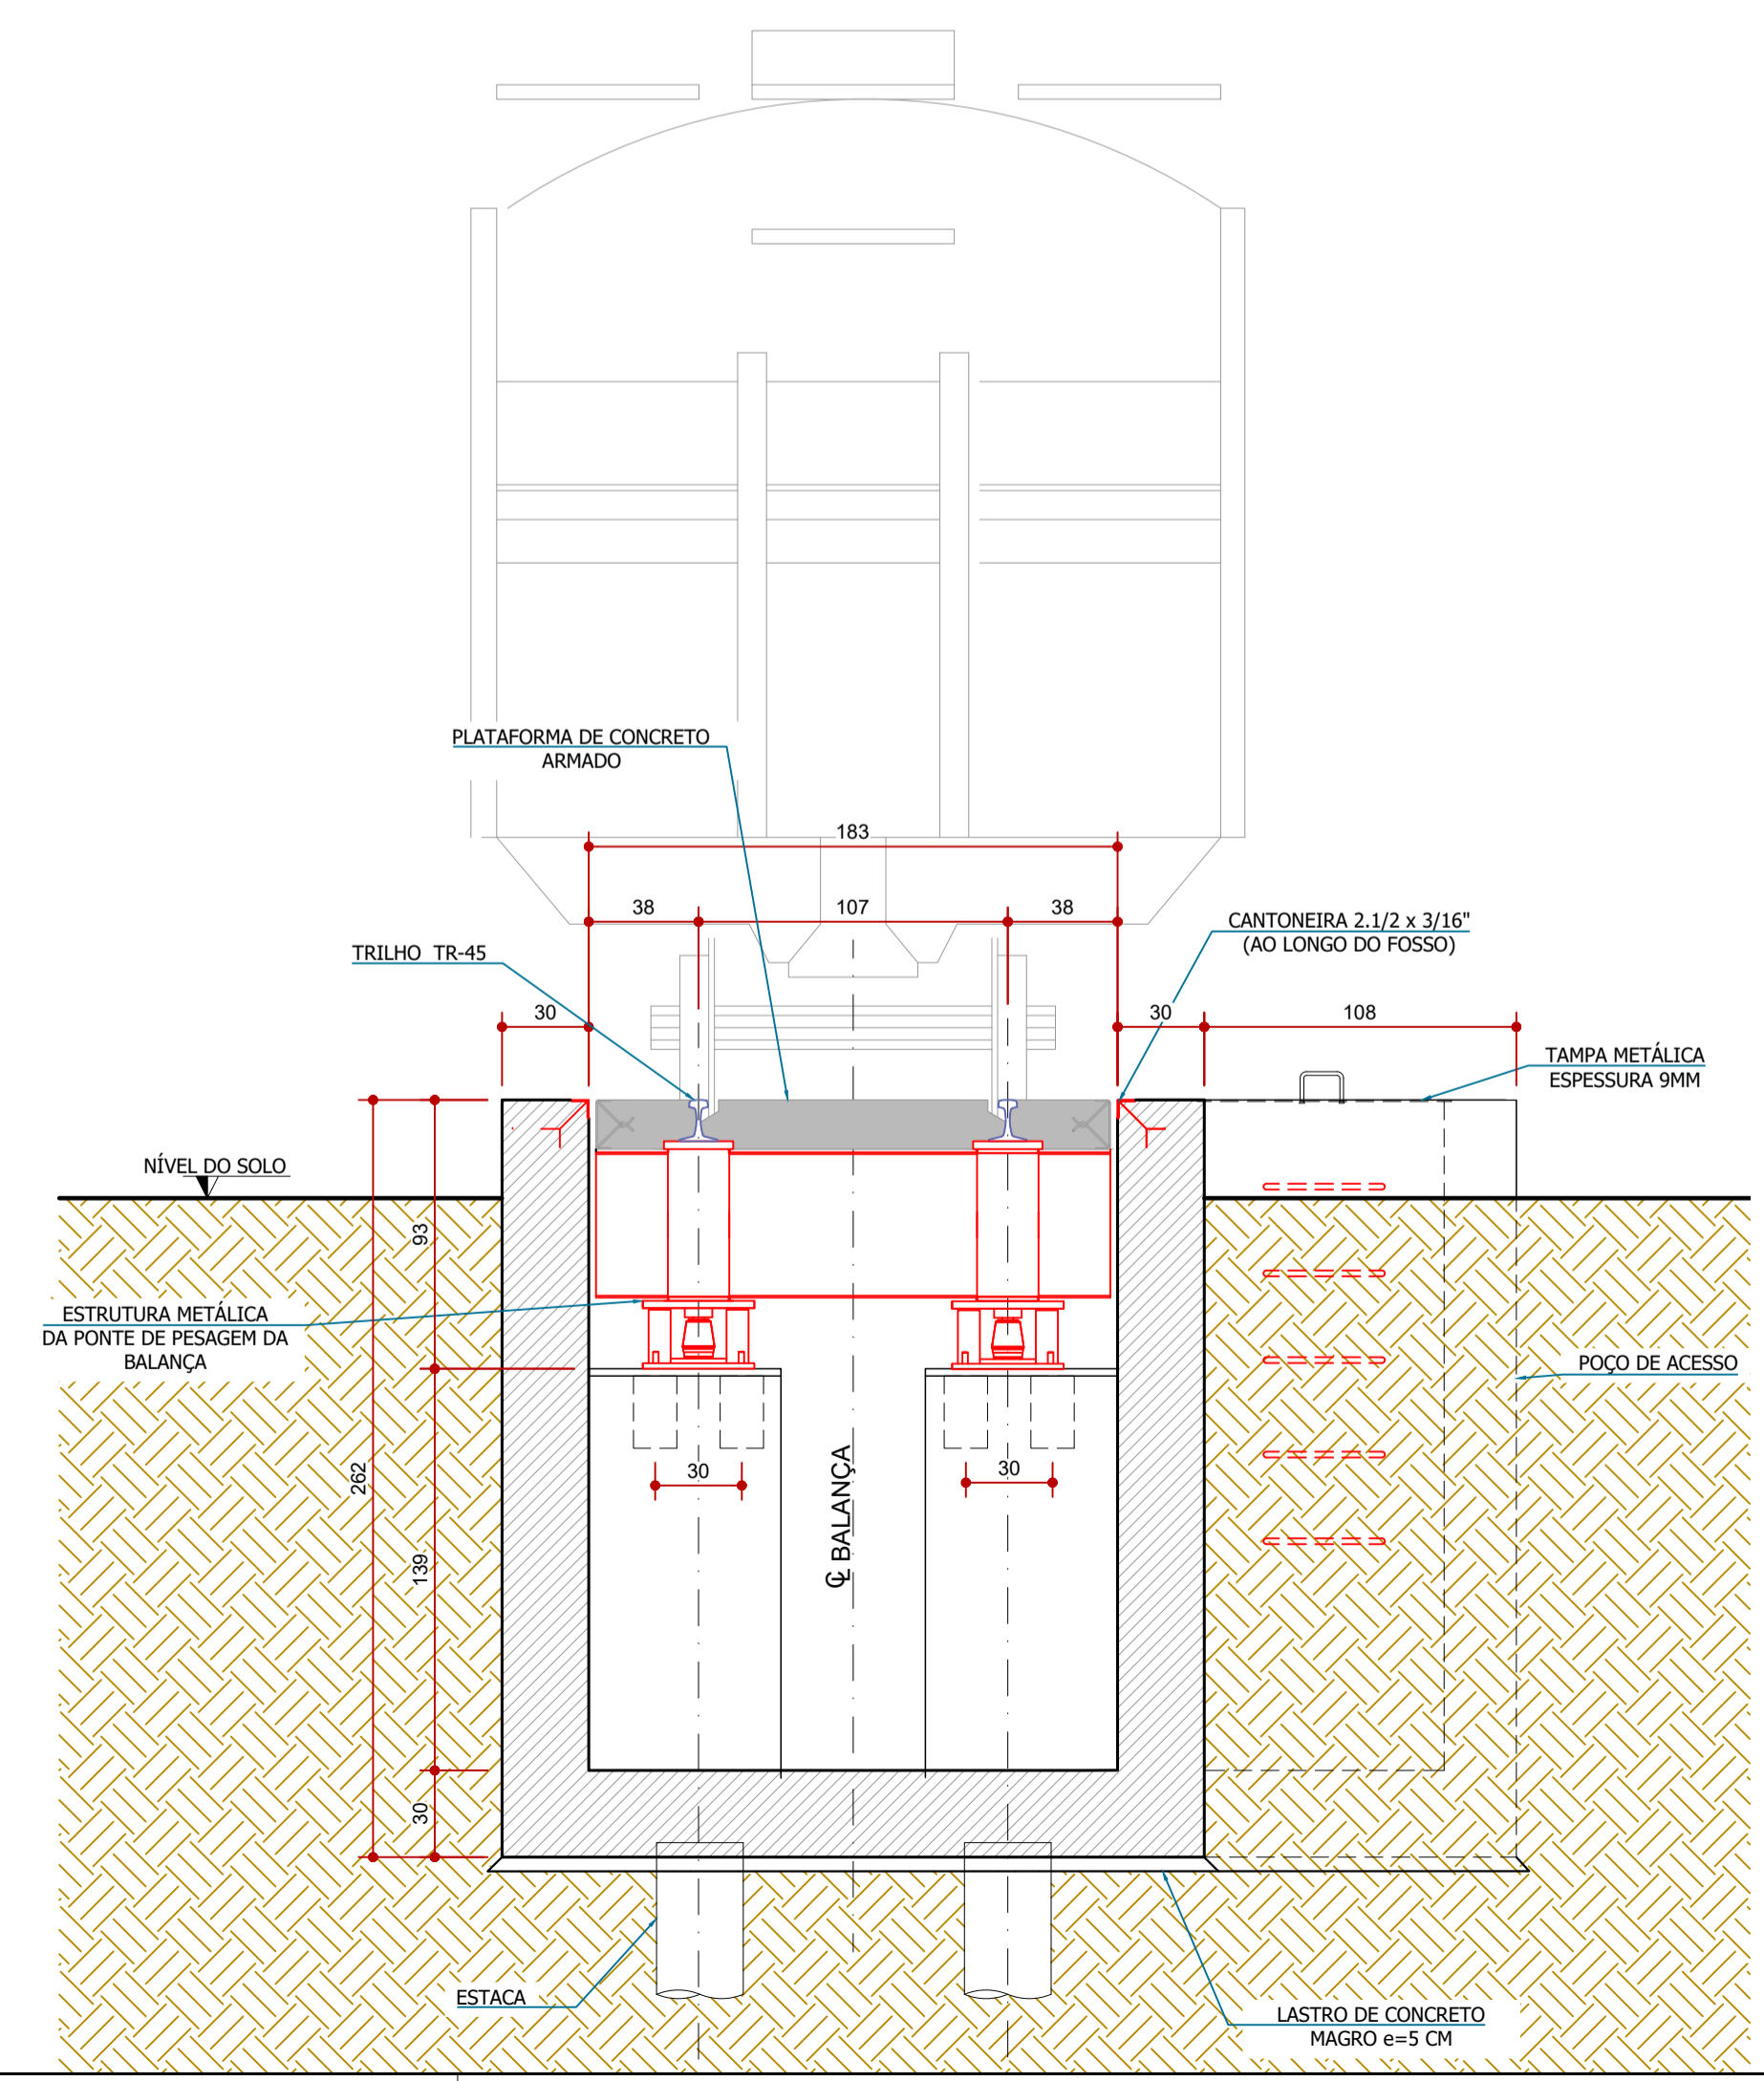 PLATAFORMA DE CONCRETO
ARMADO
183
38
107
38
CANTONEIRA 2.1/2 x 3/16"
(AO LONGO DO FOSSO)
TRILHO TR-45
30
30
108
TAMPA METÁLICA
ESPESSURA 9MM
NÍVEL DO SOLO
93
ESTRUTURA METÁLICA
DA PONTE DE PESAGEM DA
BALANÇA
POÇO DE ACESSO
262
30
30
℄ BALANÇA
139
30
ESTACA
LASTRO DE CONCRETO
MAGRO e=5 CM